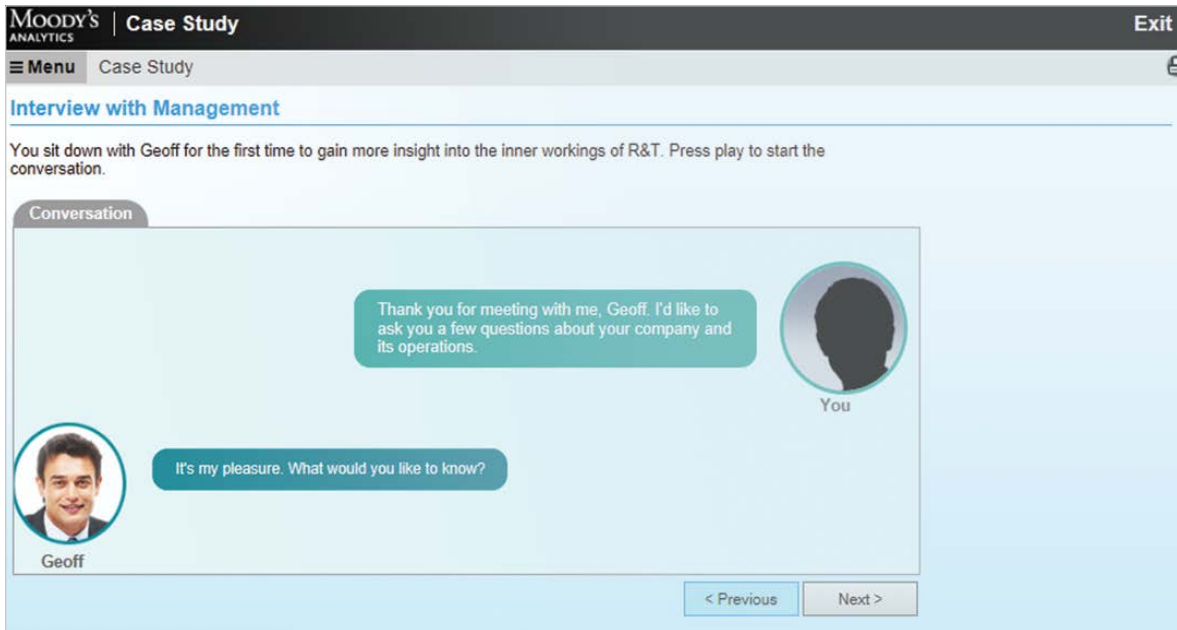 MOODY'S
ANALYTICS
Case Study
Exit
Menu
Case Study
Interview with Management
You sit down with Geoff for the first time to gain more insight into the inner workings of R&T. Press play to start the
conversation.
Conversation
Thank you for meeting with me, Geoff. I'd like to
ask you a few questions about your company and
its operations.
You
It's my pleasure. What would you like to know?
Geoff
< Previous
Next >